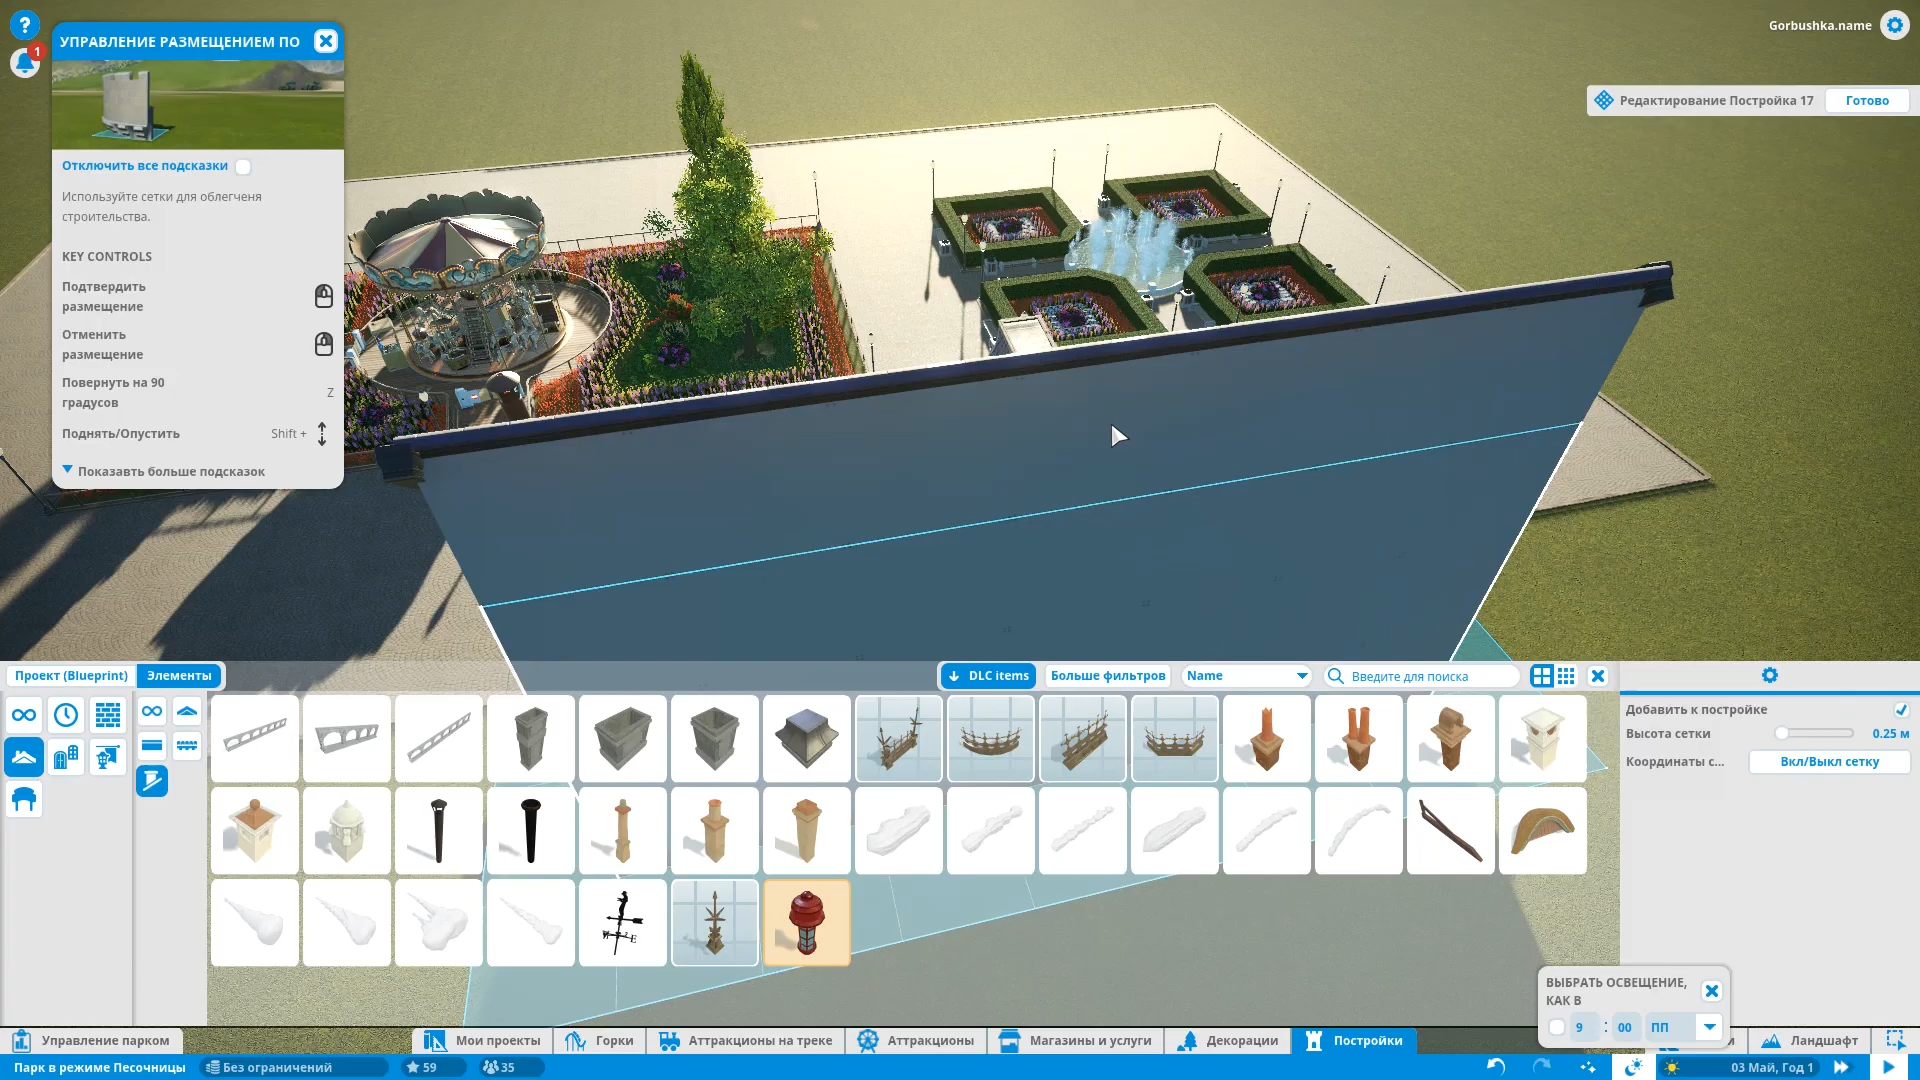 ?
1
УПРАВЛЕНИЕ РАЗМЕЩЕНИЕМ ПО
Gorbushka.name
Редактирование Постройка 17
Готово
Отключить все подсказки
Используйте сетки для облегченя
строительства.
KEY CONTROLS
Подтвердить
размещение
Отменить
размещение
Повернуть на 90
градусов
Z
Поднять/Опустить
Shift +
Показавть больше подсказок
Проект (Blueprint)
Элементы
DLC items
Больше фильтров
Name
Введите для поиска
Добавить к постройке
Высота сетки
0.25 м
Координаты с...
Вкл/Выкл сетку
ВЫБРАТЬ ОСВЕЩЕНИЕ,
КАК В
9 : 00 ПП
Управление парком
Мои проекты
Горки
Аттракционы на треке
Аттракционы
Магазины и услуги
Декорации
Постройки
Ландшафт
Парк в режиме Песочницы
Без ограничений
59
35
03 Май, Год 1